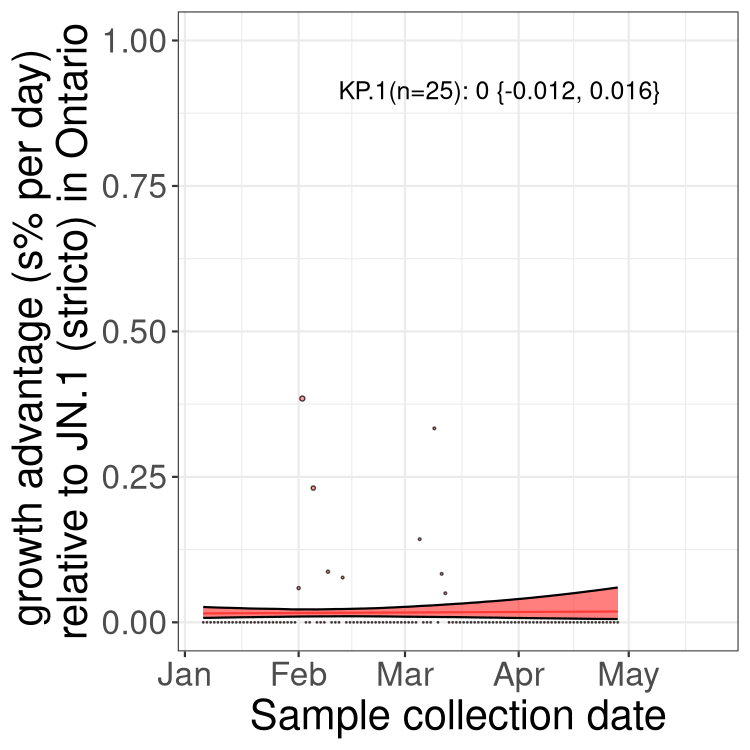 growth advantage (s% per day)
relative to JN.1 (stricto) in Ontario
1.00
0.75
0.50
0.25
0.00
KP.1(n=25): 0 {-0.012, 0.016}
Jan Feb Mar Apr May
Sample collection date